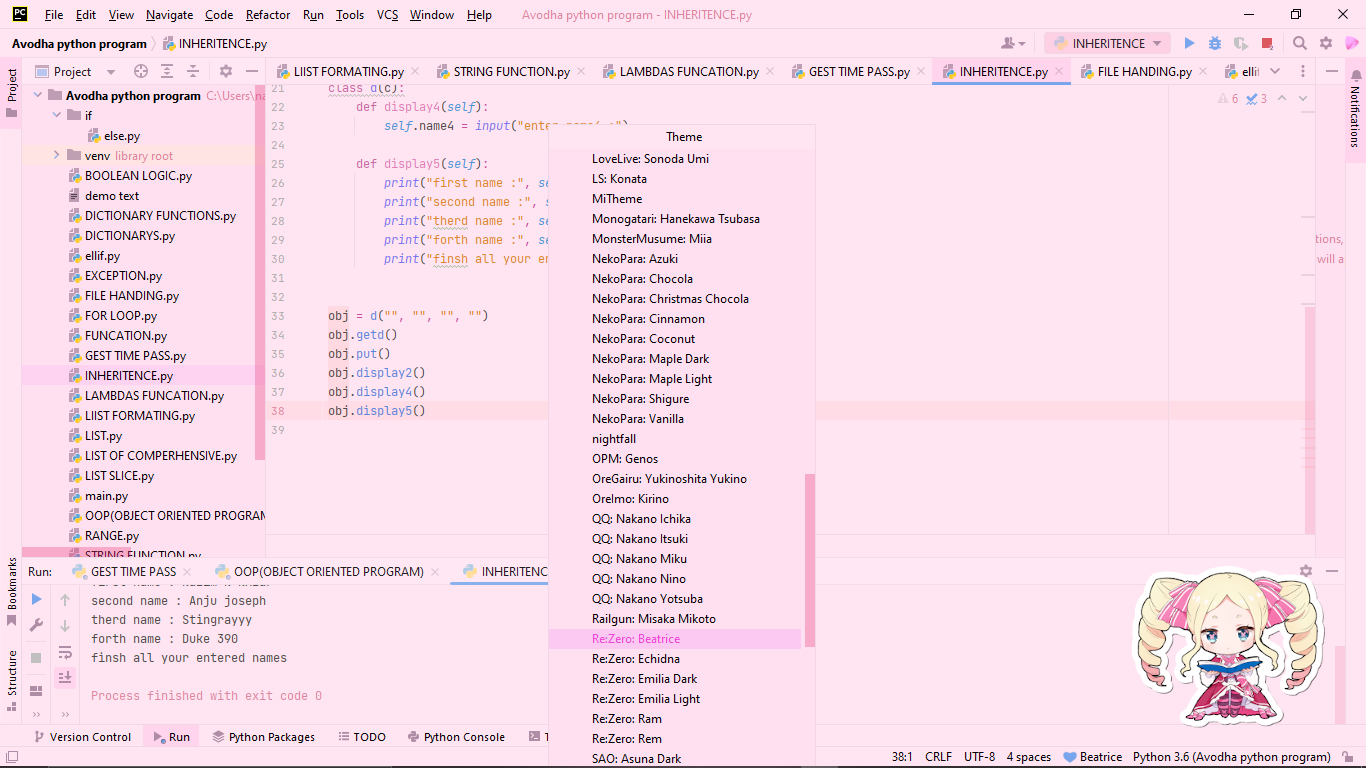 File Edit View Navigate Code Refactor Run Tools VCS Window Help Avodha python program - INHERITENCE.py
Avodha python program INHERITENCE.py INHERITENCE
Project
Project
LIIST FORMATING.py STRING FUNCTION.py LAMBDAS FUNCATION.py GEST TIME PASS.py INHERITENCE.py FILE HANDING.py ellif
Notifications
Avodha python program C:\Users\na
if
else.py
venv library root
BOOLEAN LOGIC.py
demo text
DICTIONARY FUNCTIONS.py
DICTIONARYS.py
ellif.py
EXCEPTION.py
FILE HANDING.py
FOR LOOP.py
FUNCATION.py
GEST TIME PASS.py
INHERITENCE.py
LAMBDAS FUNCATION.py
LIIST FORMATING.py
LIST.py
LIST OF COMPERHENSIVE.py
LIST SLICE.py
main.py
OOP(OBJECT ORIENTED PROGRAM
RANGE.py
STRING FUNCTION.py
6 3
21 class d(c):
22 def display4(self):
23 self.name4 = input("enter name4 :")
24
25 def display5(self):
26 print("first name :", se
27 print("second name :", s
28 print("therd name :", se
29 print("forth name :", se
30 print("finsh all your en
31
32
33 obj = d("", "", "", "")
34 obj.getd()
35 obj.put()
36 obj.display2()
37 obj.display4()
38 obj.display5()
39
tions,
will a
Theme
LoveLive: Sonoda Umi
LS: Konata
MiTheme
Monogatari: Hanekawa Tsubasa
MonsterMusume: Miia
NekoPara: Azuki
NekoPara: Chocola
NekoPara: Christmas Chocola
NekoPara: Cinnamon
NekoPara: Coconut
NekoPara: Maple Dark
NekoPara: Maple Light
NekoPara: Shigure
NekoPara: Vanilla
nightfall
OPM: Genos
OreGairu: Yukinoshita Yukino
OreImo: Kirino
QQ: Nakano Ichika
QQ: Nakano Itsuki
QQ: Nakano Miku
QQ: Nakano Nino
QQ: Nakano Yotsuba
Railgun: Misaka Mikoto
Re:Zero: Beatrice
Re:Zero: Echidna
Re:Zero: Emilia Dark
Re:Zero: Emilia Light
Re:Zero: Ram
Re:Zero: Rem
SAO: Asuna Dark
Bookmarks
Structure
Run: GEST TIME PASS OOP(OBJECT ORIENTED PROGRAM) INHERITENC
second name : Anju joseph
therd name : Stingrayyy
forth name : Duke 390
finsh all your entered names
Process finished with exit code 0
Version Control Run Python Packages TODO Python Console T
38:1 CRLF UTF-8 4 spaces Beatrice Python 3.6 (Avodha python program)